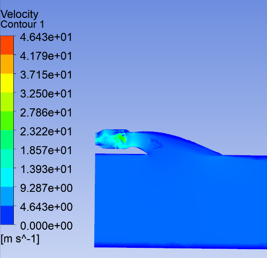 Velocity
Contour 1
4.643e+01
4.179e+01
3.715e+01
3.250e+01
2.786e+01
2.322e+01
1.857e+01
1.393e+01
9.287e+00
4.643e+00
0.000e+00
[m s^-1]